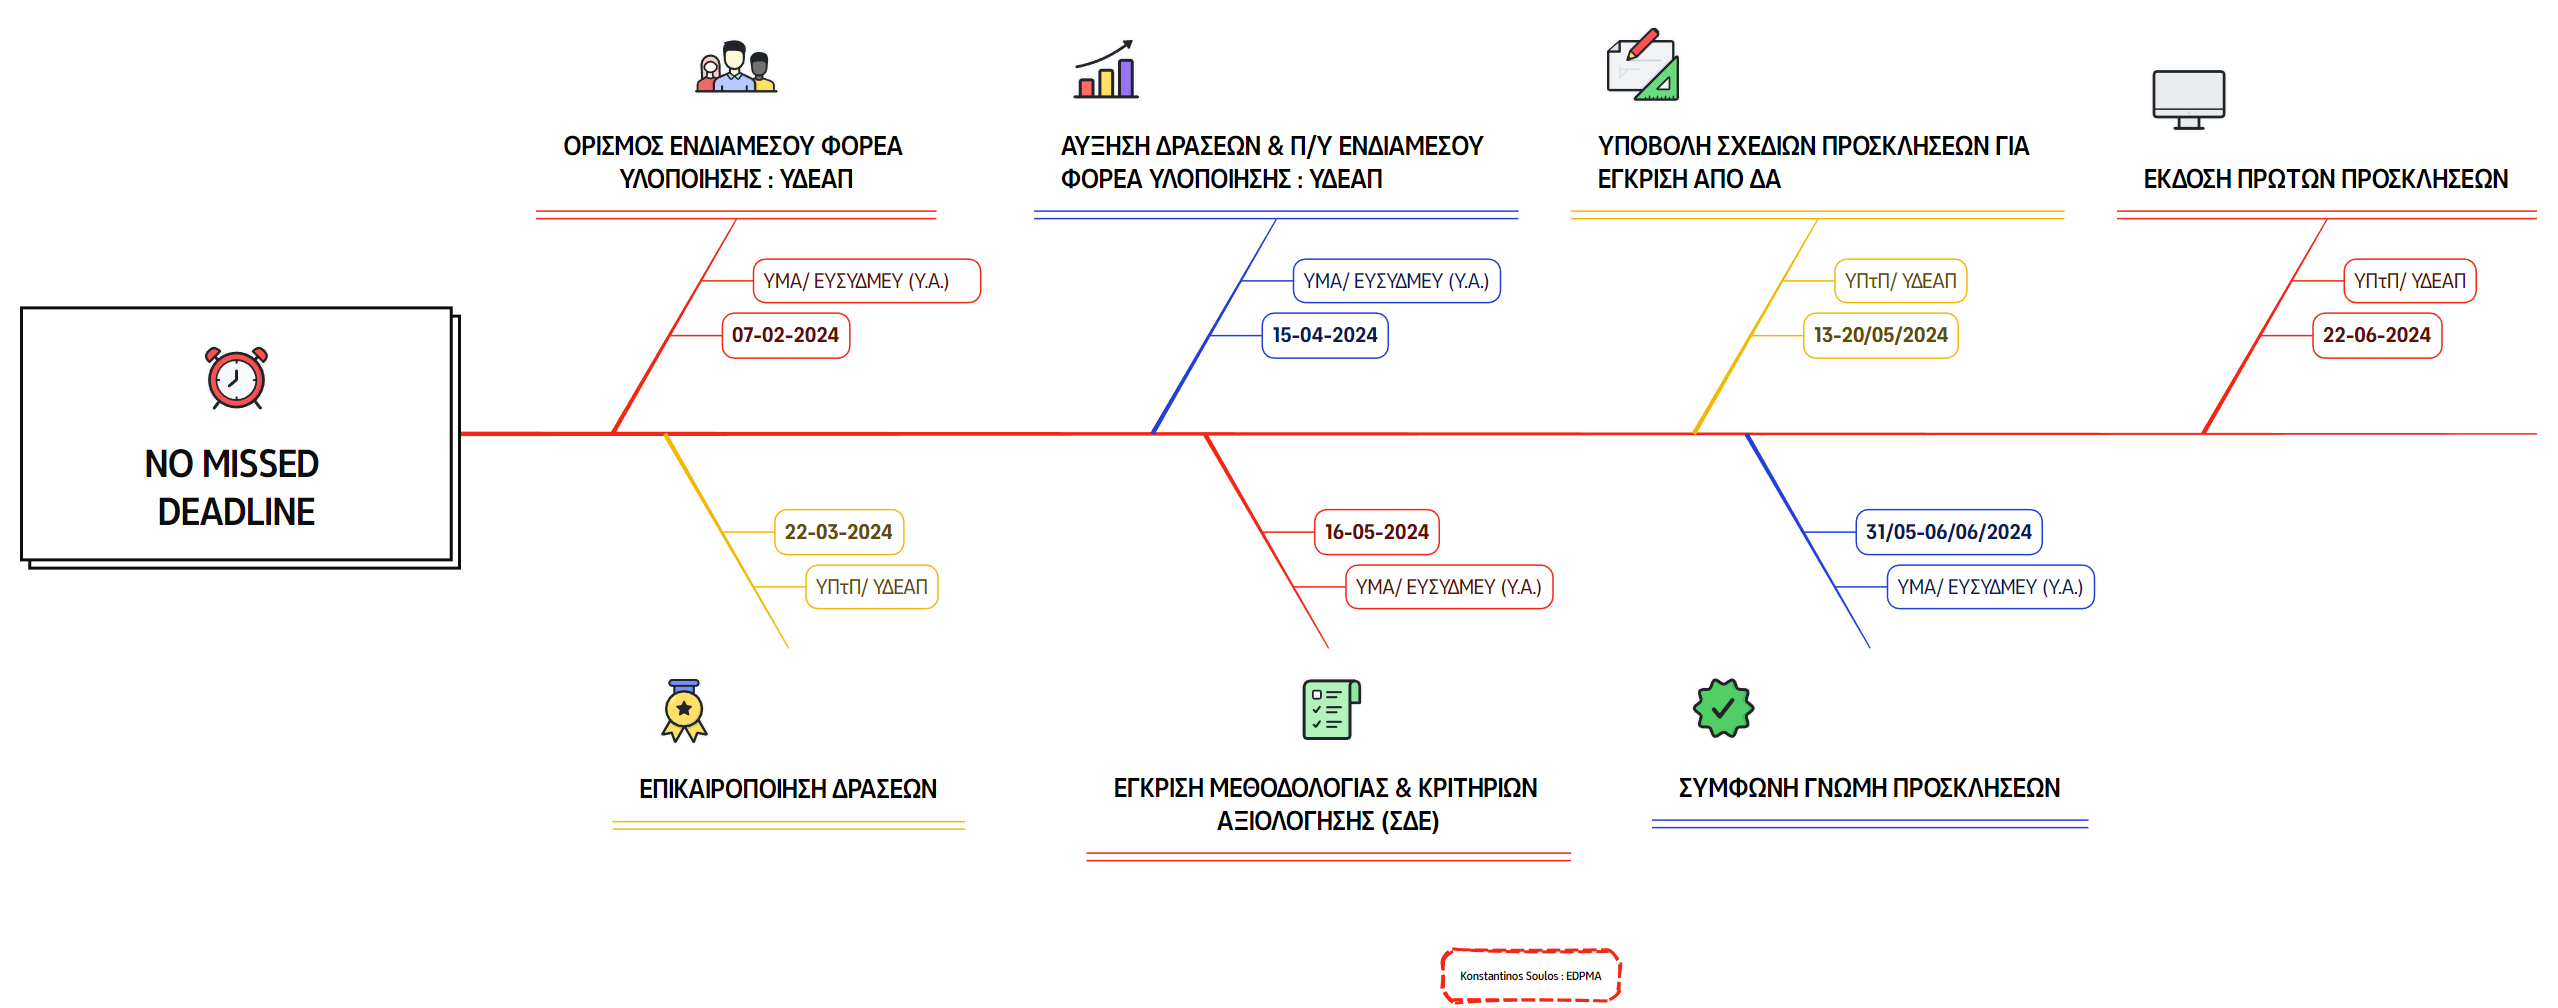 ΟΡΙΣΜΟΣ ΕΝΔΙΑΜΕΣΟΥ ΦΟΡΕΑ
ΥΛΟΠΟΙΗΣΗΣ : ΥΔΕΑΠ
ΥΜΑ/ ΕΥΣΥΔΜΕΥ (Υ.Α.)
07-02-2024
ΑΥΞΗΣΗ ΔΡΑΣΕΩΝ & Π/Υ ΕΝΔΙΑΜΕΣΟΥ
ΦΟΡΕΑ ΥΛΟΠΟΙΗΣΗΣ : ΥΔΕΑΠ
ΥΜΑ/ ΕΥΣΥΔΜΕΥ (Υ.Α.)
15-04-2024
ΥΠΟΒΟΛΗ ΣΧΕΔΙΩΝ ΠΡΟΣΚΛΗΣΕΩΝ ΓΙΑ
ΕΓΚΡΙΣΗ ΑΠΟ ΔΑ
ΥΠτΠ/ ΥΔΕΑΠ
13-20/05/2024
ΕΚΔΟΣΗ ΠΡΩΤΩΝ ΠΡΟΣΚΛΗΣΕΩΝ
ΥΠτΠ/ ΥΔΕΑΠ
22-06-2024
NO MISSED
DEADLINE
22-03-2024
ΥΠτΠ/ ΥΔΕΑΠ
ΕΠΙΚΑΙΡΟΠΟΙΗΣΗ ΔΡΑΣΕΩΝ
16-05-2024
ΥΜΑ/ ΕΥΣΥΔΜΕΥ (Υ.Α.)
ΕΓΚΡΙΣΗ ΜΕΘΟΔΟΛΟΓΙΑΣ & ΚΡΙΤΗΡΙΩΝ
ΑΞΙΟΛΟΓΗΣΗΣ (ΣΔΕ)
31/05-06/06/2024
ΥΜΑ/ ΕΥΣΥΔΜΕΥ (Υ.Α.)
ΣΥΜΦΩΝΗ ΓΝΩΜΗ ΠΡΟΣΚΛΗΣΕΩΝ
Konstantinos Soulos : EDPMA